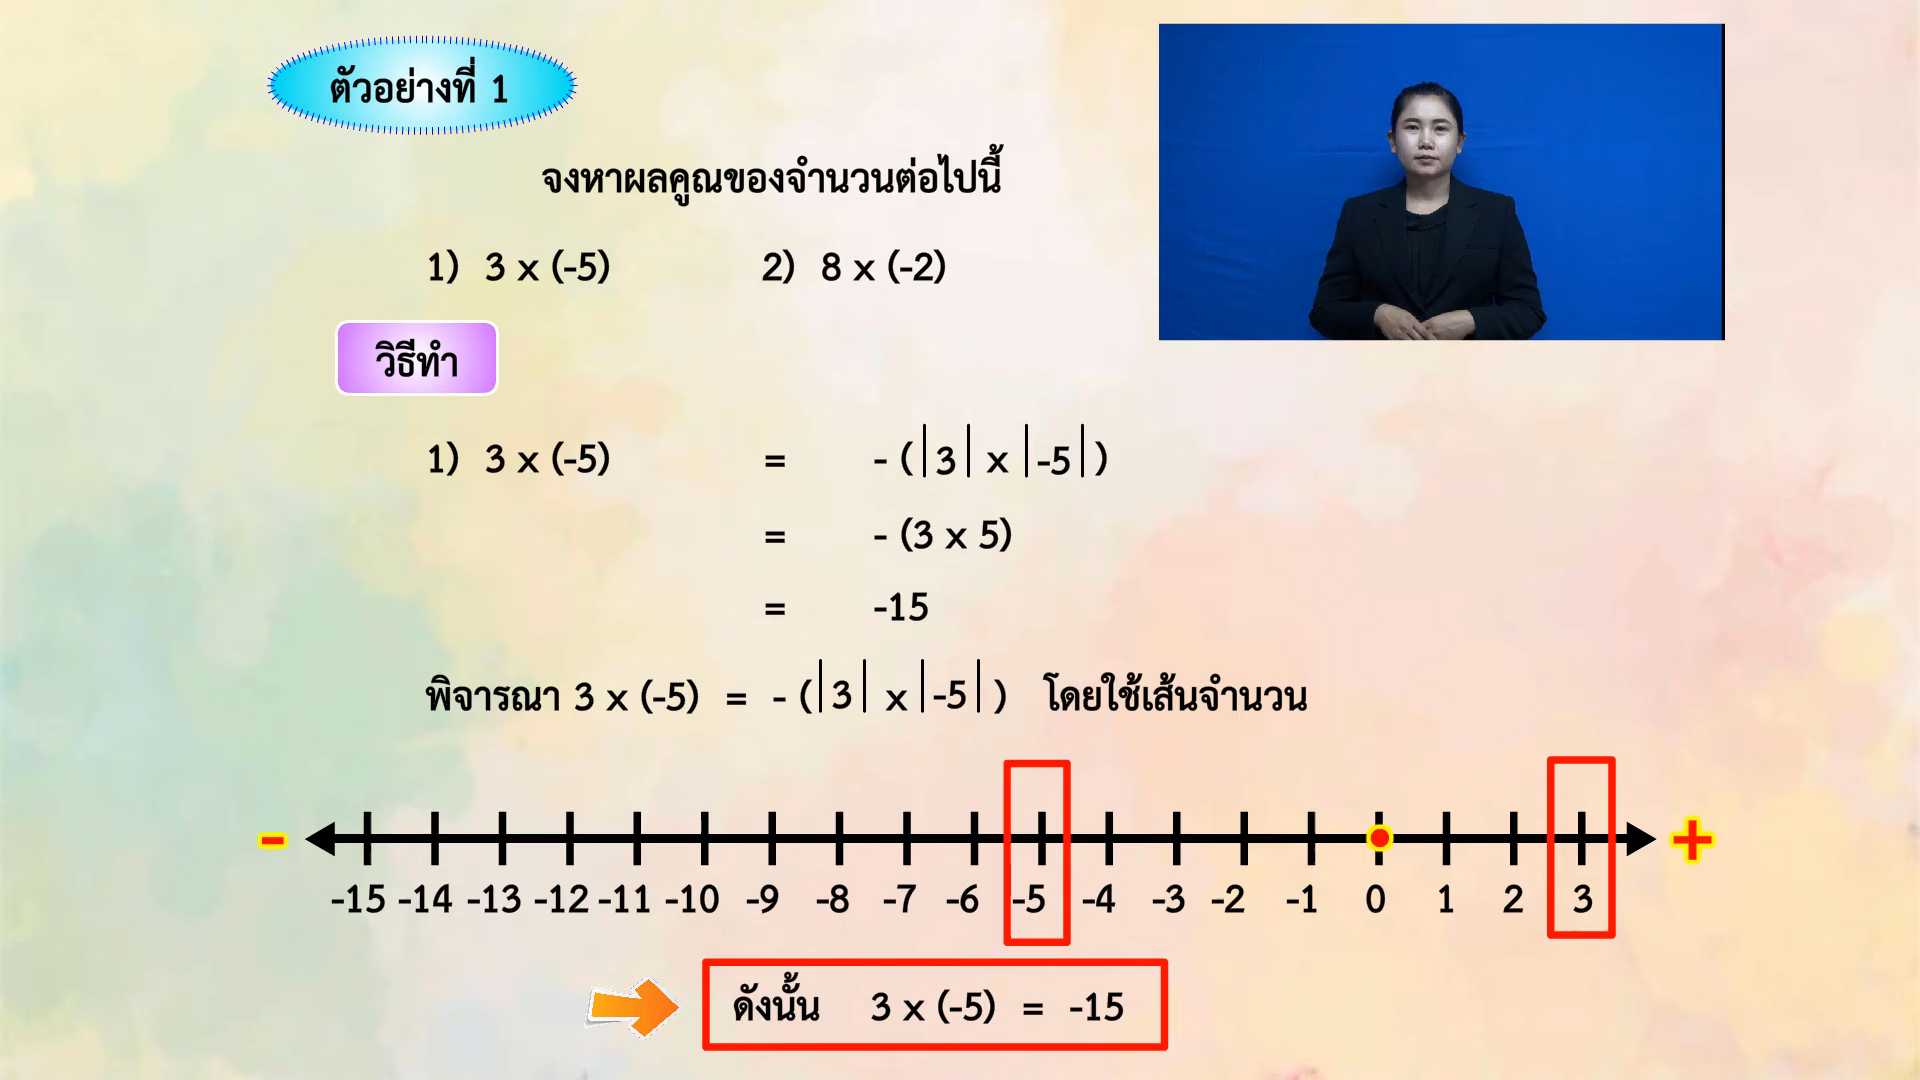 ตัวอย่างที่ 1
จงหาผลคูณของจำนวนต่อไปนี้
1) 3 x (-5) 2) 8 x (-2)
วิธีทำ
1) 3 x (-5) = - (|3| x |-5|)
= - (3 x 5)
= -15
พิจารณา 3 x (-5) = - (|3| x |-5|) โดยใช้เส้นจำนวน
- +
-15 -14 -13 -12 -11 -10 -9 -8 -7 -6 -5 -4 -3 -2 -1 0 1 2 3
ดังนั้น 3 x (-5) = -15